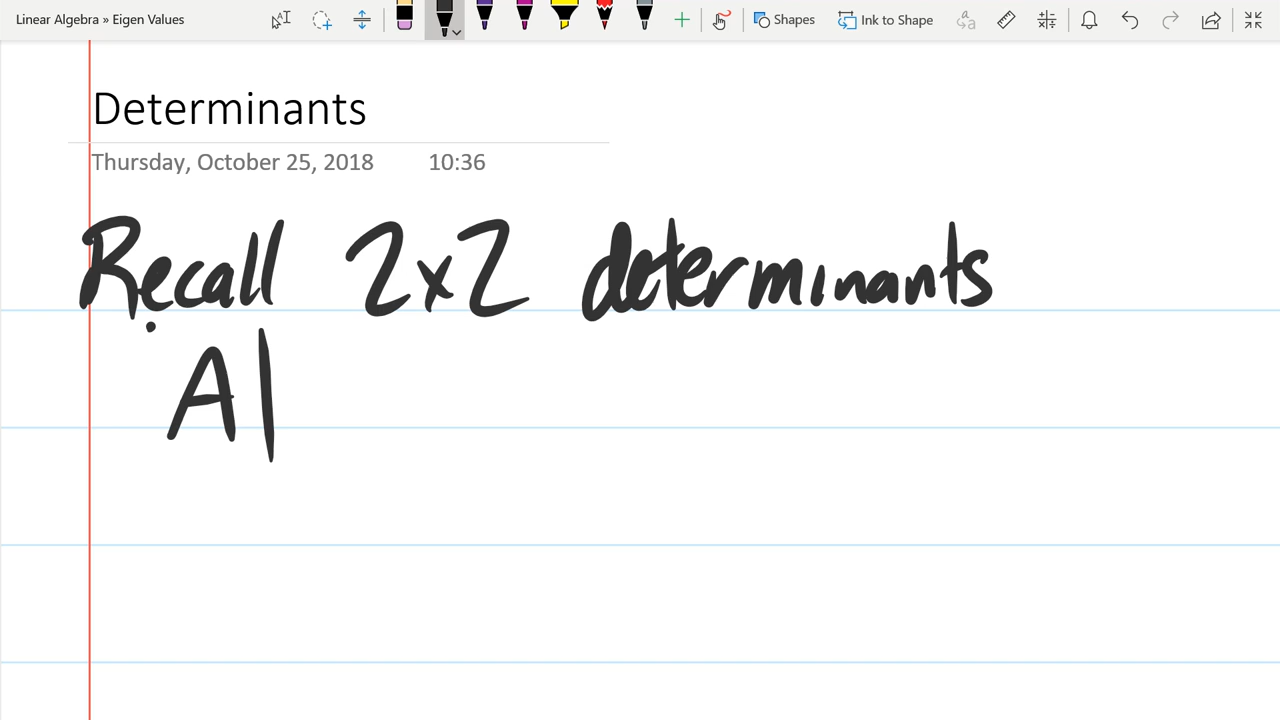 Linear Algebra » Eigen Values
Shapes
Ink to Shape
Determinants
Thursday, October 25, 2018 10:36
Recall 2x2 determinants
A|